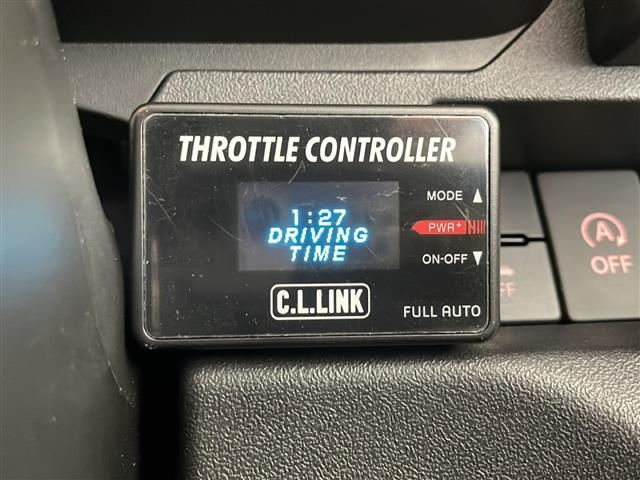 THROTTLE CONTROLLER
1:27
DRIVING
TIME
MODE ▲
PWR+
ON-OFF ▼
C.L.LINK
FULL AUTO
A
OFF